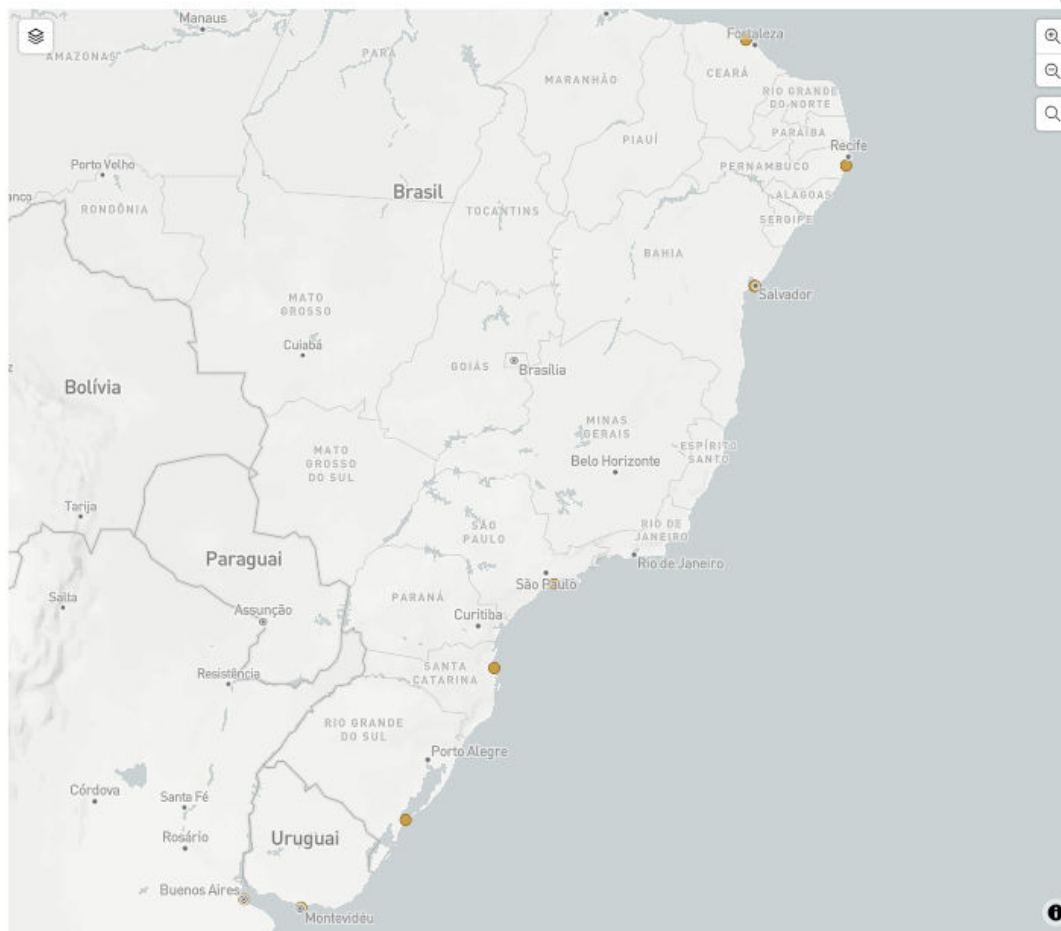 Manaus
Fortaleza
AMAZONAS
PARÁ
CEARÁ
MARANHÃO
RIO GRANDE
DO NORTE
PARAÍBA
PIAUÍ
Recife
Porto Velho
PERNAMBUCO
Brasil
ALAGOAS
anco
RONDÔNIA
TOCANTINS
SERGIPE
BAHIA
Salvador
MATO
GROSSO
Cuiabá
GOIÁS
Brasília
Bolívia
MINAS
GERAIS
ESPÍRITO
SANTO
MATO
GROSSO
DO SUL
Belo Horizonte
Tarija
SÃO
PAULO
RIO DE
JANEIRO
Paraguai
Rio de Janeiro
São Paulo
Salta
PARANÁ
Assunção
Curitiba
Resistência
SANTA
CATARINA
RIO GRANDE
DO SUL
Porto Alegre
Córdova
Santa Fé
Rosário
Uruguai
Buenos Aires
Montevidéu